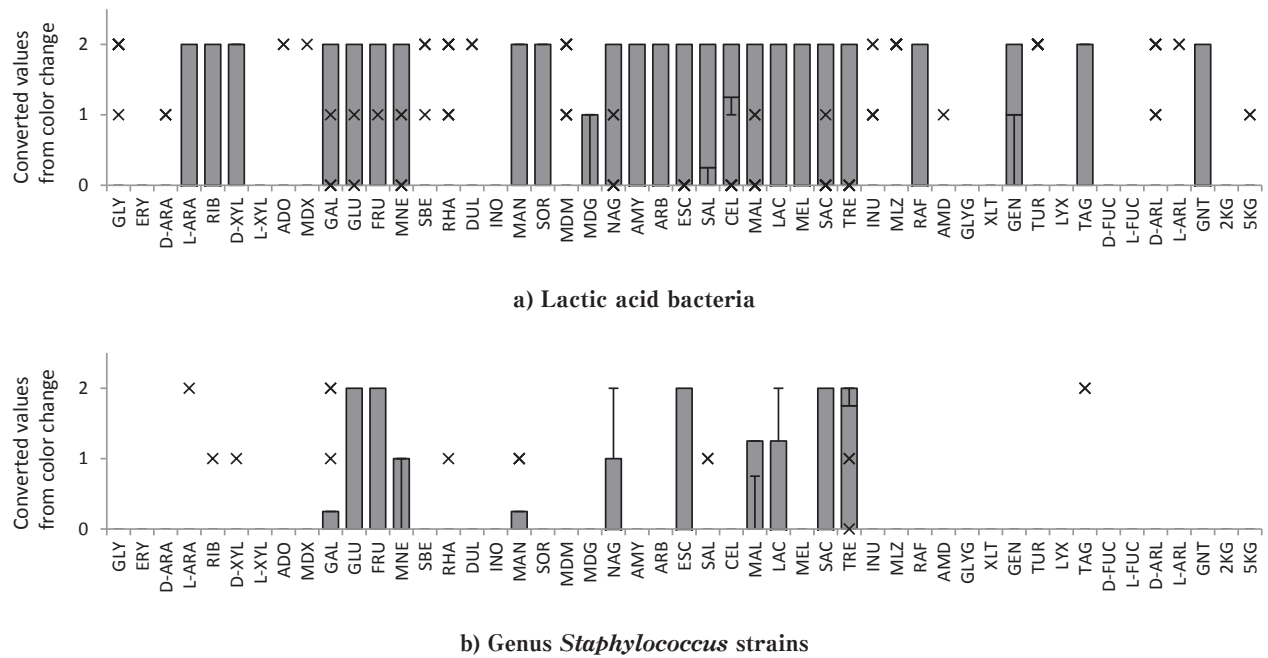 Converted values
from color change
2
1
0
GLY ERY D-ARA L-ARA RIB D-XYL L-XYL ADO MDX GAL GLU FRU MNE SBE RHA DUL INO MAN SOR MDM MDG NAG AMY ARB ESC SAL CEL MAL LAC MEL SAC TRE INU MLZ RAF AMD GLYG XLT GEN TUR LYX TAG D-FUC L-FUC D-ARL L-ARL GNT 2KG 5KG
a) Lactic acid bacteria
Converted values
from color change
2
1
0
GLY ERY D-ARA L-ARA RIB D-XYL L-XYL ADO MDX GAL GLU FRU MNE SBE RHA DUL INO MAN SOR MDM MDG NAG AMY ARB ESC SAL CEL MAL LAC MEL SAC TRE INU MLZ RAF AMD GLYG XLT GEN TUR LYX TAG D-FUC L-FUC D-ARL L-ARL GNT 2KG 5KG
b) Genus Staphylococcus strains